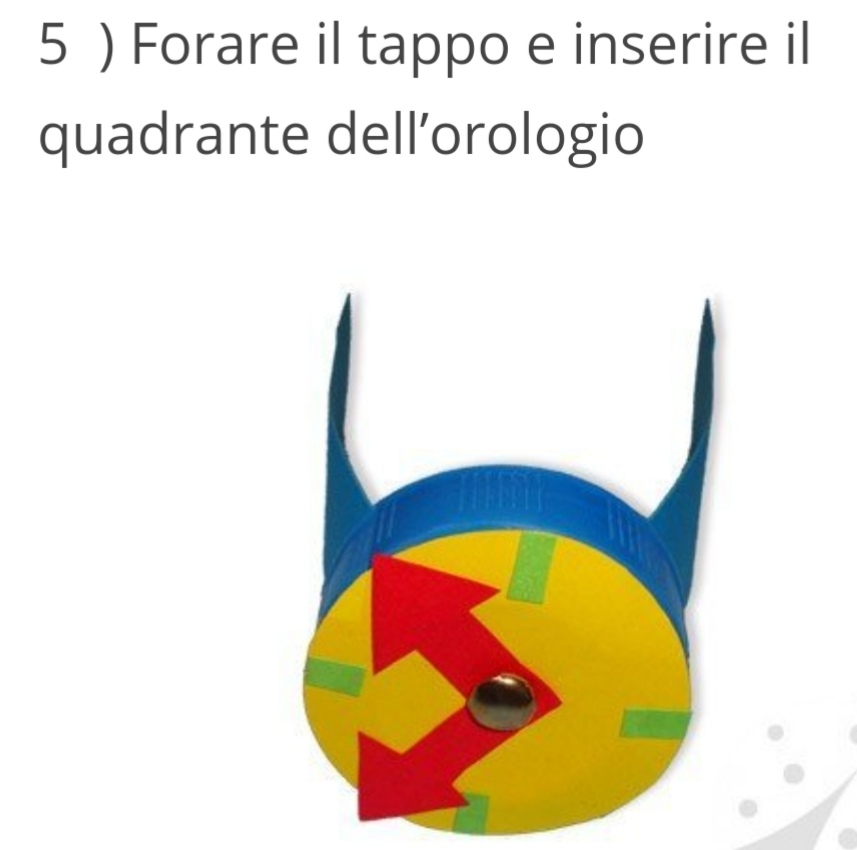 5 ) Forare il tappo e inserire il
quadrante dell’orologio